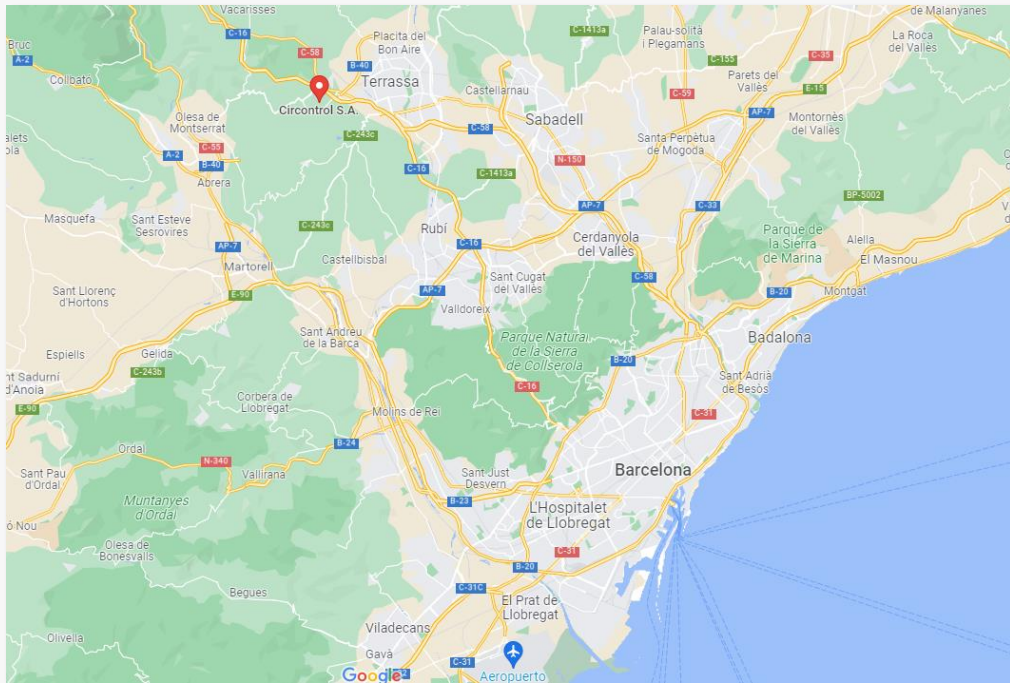 Vacarisses
de Malanyanes
C-16
C-58
Placita del
Bon Aire
C-1413a
Palau-solità
i Plegamans
La Roca
del Vallès
Bruc
A-2
B-40
C-155
C-35
Collbató
Terrassa
Castellarnau
Parets del
Vallès
E-15
Circontrol S.A.
C-59
Olesa de
Montserrat
Sabadell
AP-7
Montornès
del Vallès
C-243c
C-58
Santa Perpètua
de Mogoda
A-2
C-55
B-40
C-16
N-150
Abrera
C-1413a
BP-5002
Masquefa
Sant Esteve
Sesrovires
C-243c
Rubí
AP-7
C-33
Parque de
la Sierra
de Marina
Alella
AP-7
C-16
Cerdanyola
del Vallès
El Masnou
Martorell
Castellbisbal
Sant Cugat
del Vallès
C-58
Sant Llorenç
d'Hortons
E-90
AP-7
B-20
Montgat
Valldoreix
Sant Andreu
de la Barca
Parque Natural
de la Sierra
de Collserola
Badalona
Espiells
Gelida
B-20
C-243b
Sant Adrià
de Besòs
nt Sadurní
d'Anoia
C-16
Corbera de
Llobregat
E-90
Molins de Rei
C-31
Ordal
B-24
N-340
Sant Pau
d'Ordal
Vallirana
Sant Just
Desvern
Barcelona
Muntanyes
d'Ordal
B-23
L'Hospitalet
de Llobregat
ó Nou
Olesa de
Bonesvalls
C-31
B-20
Begues
C-31C
El Prat de
Llobregat
Viladecans
Olivella
Gavà
C-31
Google
Aeropuerto